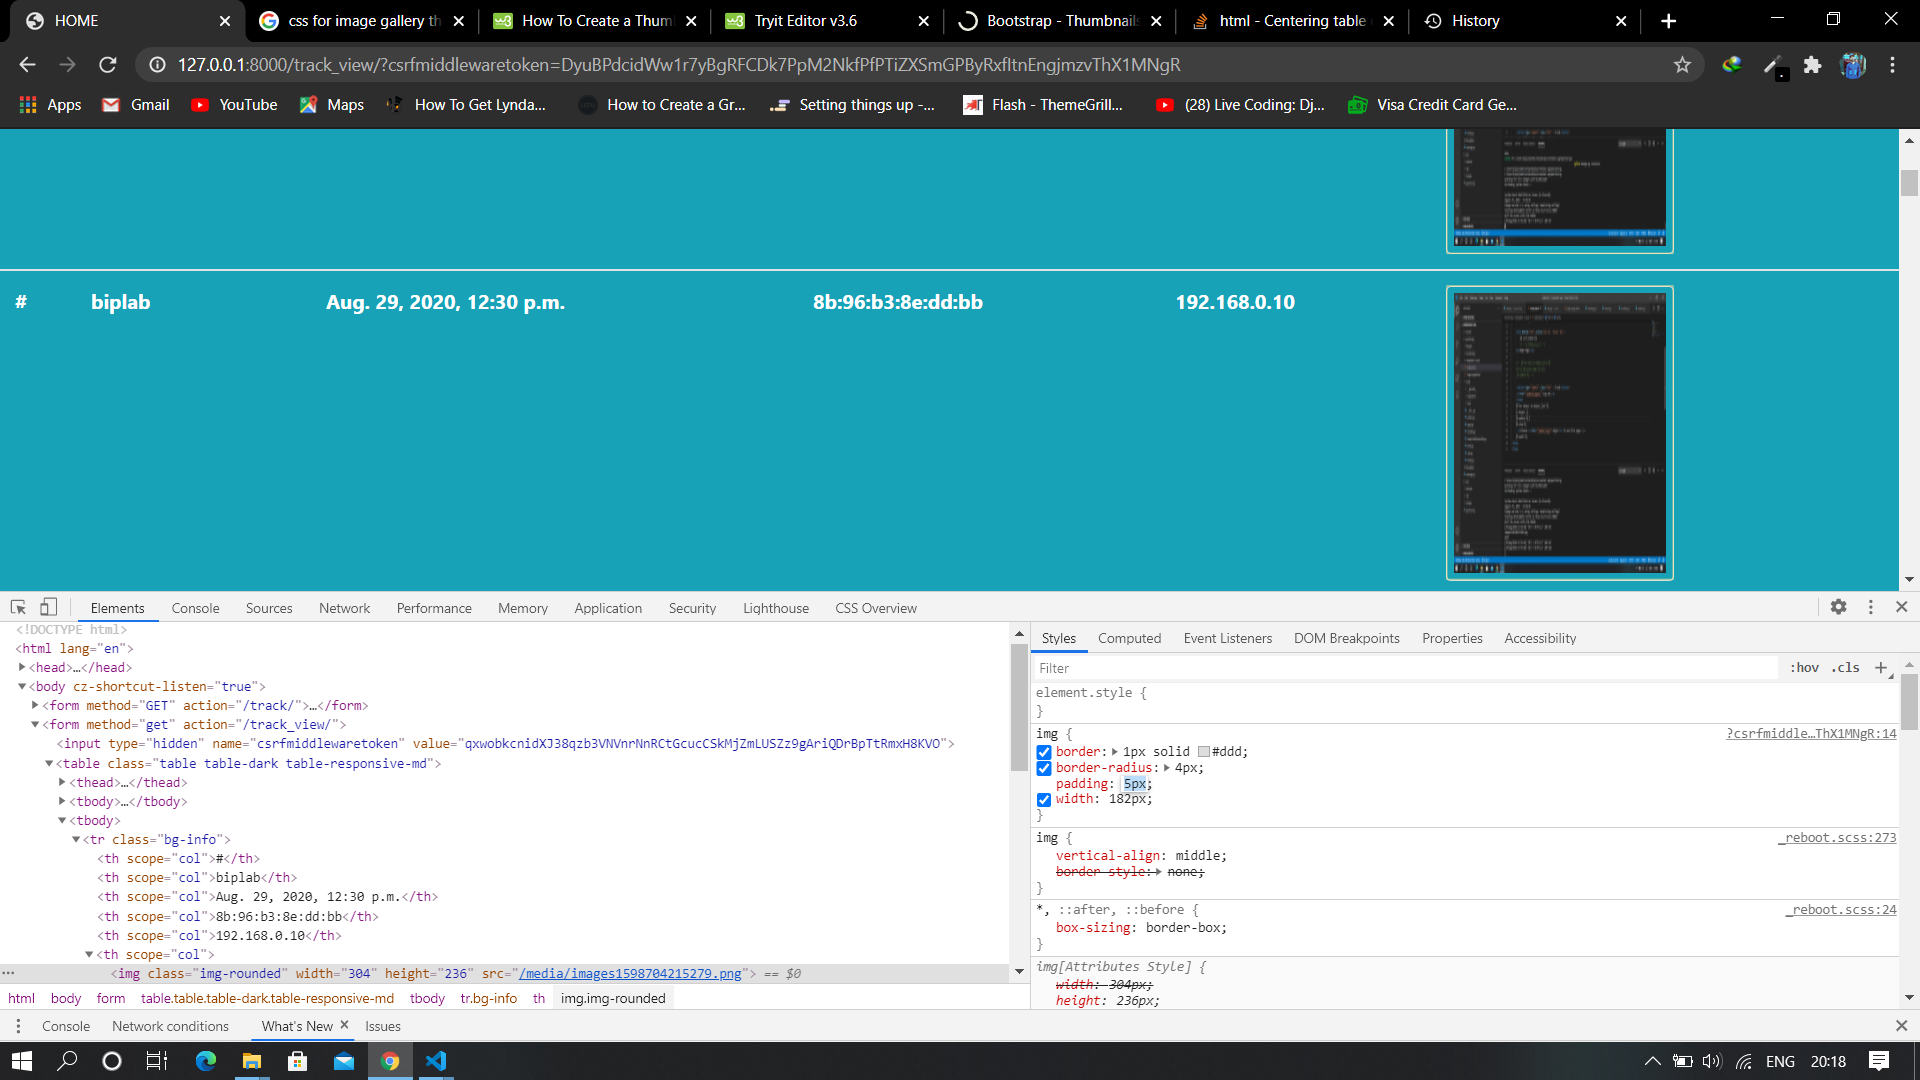 HOME
css for image gallery th
How To Create a Thum
Tryit Editor v3.6
Bootstrap - Thumbnails
html - Centering table
History
127.0.0.1:8000/track_view/?csrfmiddlewaretoken=DyuBPdcidWw1r7yBgRFCDk7PpM2NkfPfPTiZXSmGPByRxfltnEngjmzvThX1MNgR
Apps
Gmail
YouTube
Maps
How To Get Lynda...
How to Create a Gr...
Setting things up -...
Flash - ThemeGrill...
(28) Live Coding: Dj...
Visa Credit Card Ge...
# biplab Aug. 29, 2020, 12:30 p.m. 8b:96:b3:8e:dd:bb 192.168.0.10
Elements Console Sources Network Performance Memory Application Security Lighthouse CSS Overview
<!DOCTYPE html>
<html lang="en">
<head>…</head>
<body cz-shortcut-listen="true">
<form method="GET" action="/track/">…</form>
<form method="get" action="/track_view/">
<input type="hidden" name="csrfmiddlewaretoken" value="qxwobkcnidXJ38qzb3VNVnrNnRCtGcucCSkMjZmLUSZz9gAriQDrBpTtRmxH8KVO">
<table class="table table-dark table-responsive-md">
<thead>…</thead>
<tbody>…</tbody>
<tbody>
<tr class="bg-info">
<th scope="col">#</th>
<th scope="col">biplab</th>
<th scope="col">Aug. 29, 2020, 12:30 p.m.</th>
<th scope="col">8b:96:b3:8e:dd:bb</th>
<th scope="col">192.168.0.10</th>
<th scope="col">
<img class="img-rounded" width="304" height="236" src="/media/images1598704215279.png"> == $0
html body form table.table.table-dark.table-responsive-md tbody tr.bg-info th img.img-rounded
Styles Computed Event Listeners DOM Breakpoints Properties Accessibility
Filter :hov .cls +
element.style {
}
img { ?csrfmiddle…ThX1MNgR:14
border: 1px solid #ddd;
border-radius: 4px;
padding: 5px;
width: 182px;
}
img { _reboot.scss:273
vertical-align: middle;
border-style: none;
}
*, ::after, ::before { _reboot.scss:24
box-sizing: border-box;
}
img[Attributes Style] {
width: 304px;
height: 236px;
Console Network conditions What's New Issues
ENG 20:18